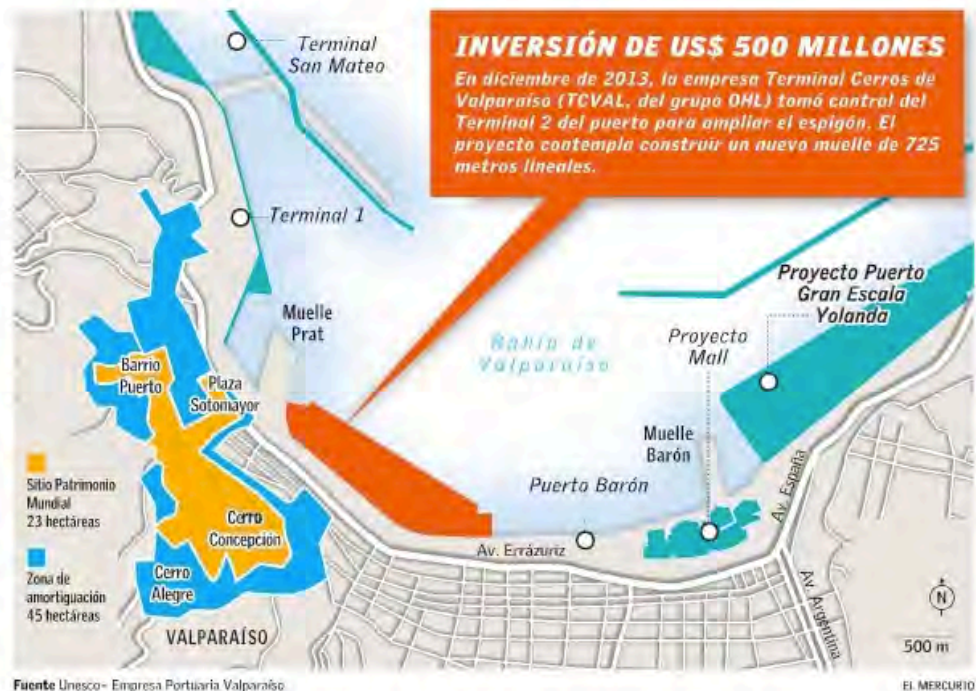 Terminal
San Mateo
INVERSIÓN DE US$ 500 MILLONES
En diciembre de 2013, la empresa Terminal Cerros de
Valparaíso (TCVAL, del grupo OHL) tomó control del
Terminal 2 del puerto para ampliar el espigón. El
proyecto contempla construir un nuevo muelle de 725
metros lineales.
Terminal 1
Muelle
Prat
Bahía de
Valparaíso
Proyecto Puerto
Gran Escala
Yolanda
Proyecto
Mall
Barrio
Puerto
Plaza
Sotomayor
Muelle
Barón
Puerto Barón
Av. España
Sitio Patrimonio
Mundial
23 hectáreas
Cerro
Concepción
Av. Errázuriz
Zona de
amortiguación
45 hectáreas
Cerro
Alegre
Av. Argentina
N
VALPARAÍSO
500 m
Fuente Unesco- Empresa Portuaria Valparaíso
EL MERCURIO